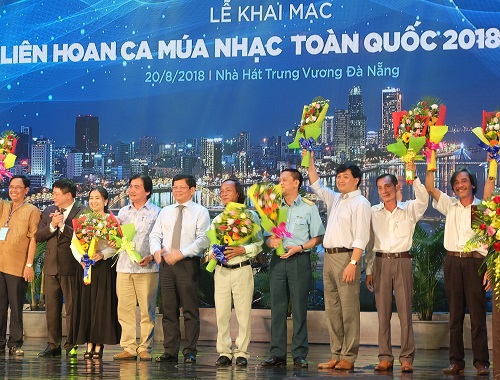 LỄ KHAI MẠC
LIÊN HOAN CA MÚA NHẠC TOÀN QUỐC 2018
20/8/2018 | Nhà Hát Trưng Vương Đà Nẵng